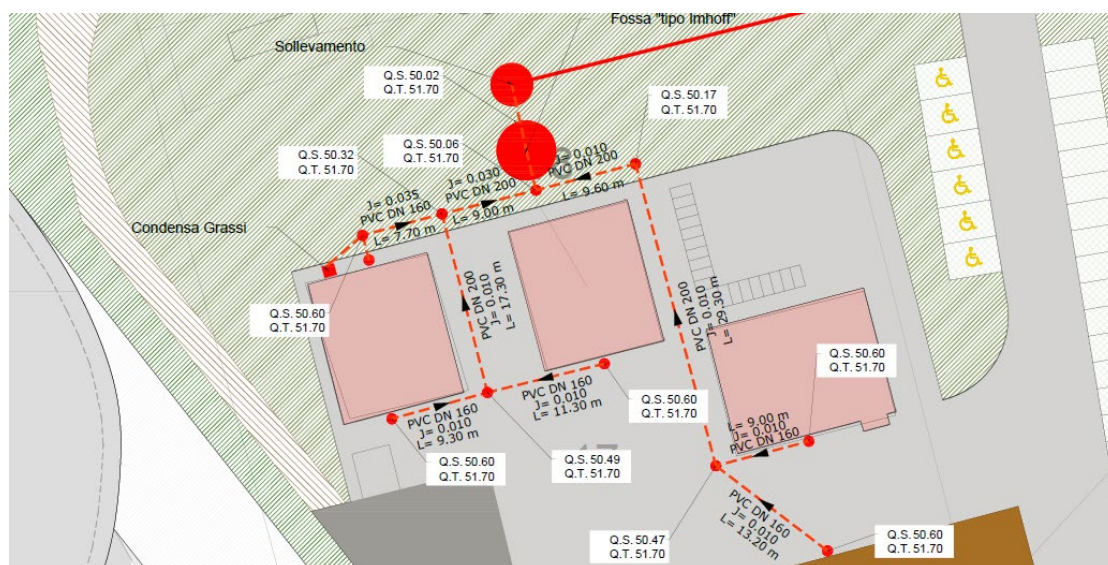 Fossa "tipo Imhoff"
Sollevamento
Q.S. 50.02
Q.T. 51.70
Q.S. 50.17
Q.T. 51.70
Q.S. 50.06
Q.T. 51.70
Q.S. 50.32
Q.T. 51.70
J= 0.010
PVC DN 200
L= 9.60 m
J= 0.030
PVC DN 200
L= 9.00 m
J= 0.035
PVC DN 160
L= 7.70 m
Condensa Grassi
Q.S. 50.60
Q.T. 51.70
PVC DN 200
J= 0.010
L= 17.30 m
PVC DN 200
J= 0.010
L= 29.30 m
Q.S. 50.60
Q.T. 51.70
PVC DN 160
J= 0.010
L= 11.30 m
Q.S. 50.60
Q.T. 51.70
PVC DN 160
J= 0.010
L= 9.30 m
L= 9.00 m
J= 0.010
PVC DN 160
Q.S. 50.60
Q.T. 51.70
Q.S. 50.49
Q.T. 51.70
17
PVC DN 160
J= 0.010
L= 13.20 m
Q.S. 50.47
Q.T. 51.70
Q.S. 50.60
Q.T. 51.70